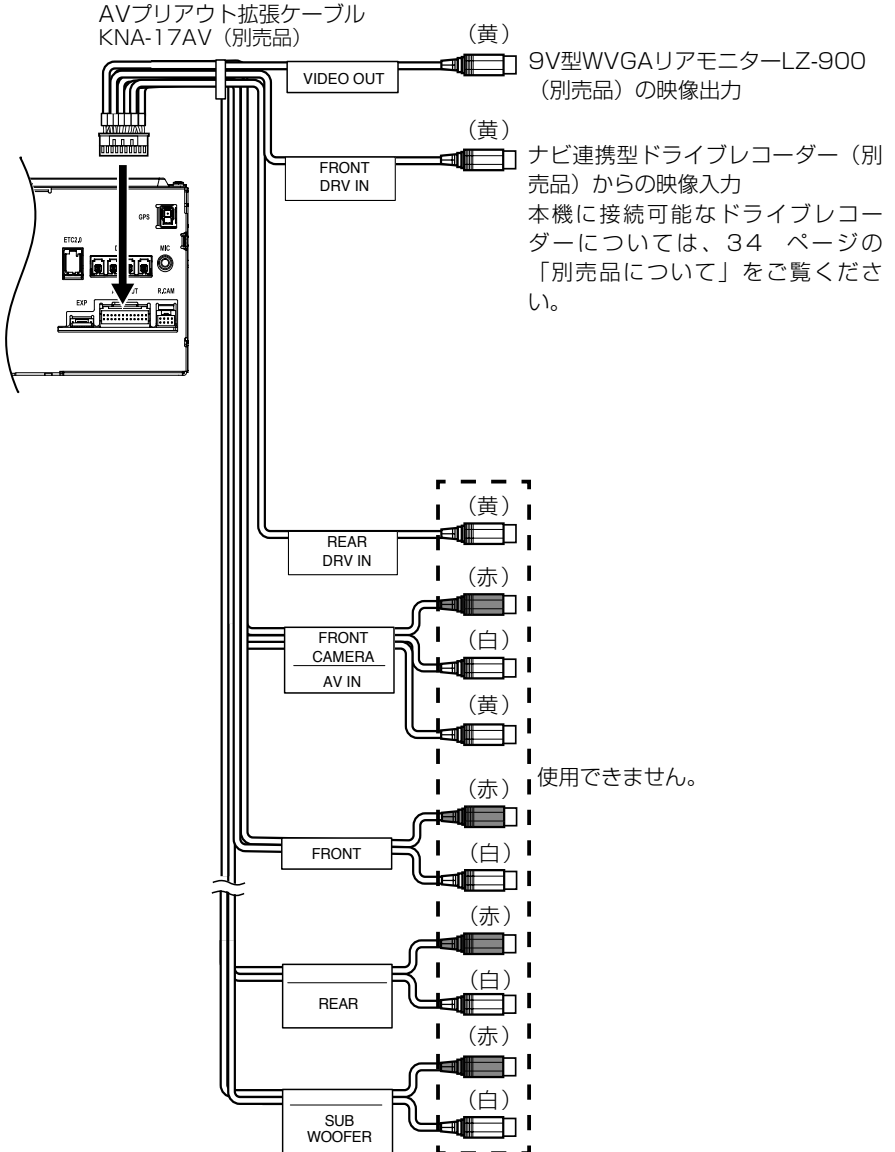 AVプリアウト拡張ケーブル
KNA-17AV（別売品）
（黄）
VIDEO OUT
9V型WVGAリアモニターLZ-900
（別売品）の映像出力
（黄）
FRONT
DRV IN
ナビ連携型ドライブレコーダー（別
売品）からの映像入力
本機に接続可能なドライブレコー
ダーについては、34 ページの
「別売品について」をご覧くださ
い。
GPS
ETC2.0
MIC
EXP
R.CAM
（黄）
REAR
DRV IN
（赤）
FRONT
CAMERA
AV IN
（白）
（黄）
使用できません。
（赤）
FRONT
（白）
（赤）
REAR
（白）
（赤）
SUB
WOOFER
（白）